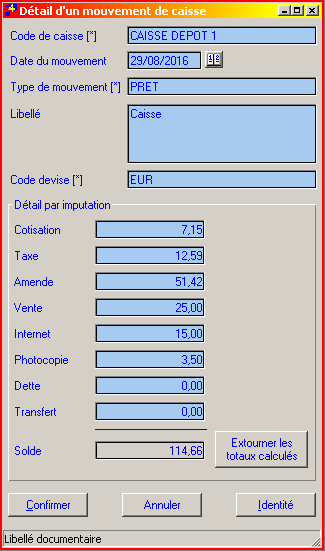 Détail d'un mouvement de caisse
Code de caisse [*] CAISSE DEPOT 1
Date du mouvement 29/08/2016
Type de mouvement [*] PRET
Libellé Caisse
Code devise [*] EUR
Détail par imputation
Cotisation 7,15
Taxe 12,59
Amende 51,42
Vente 25,00
Internet 15,00
Photocopie 3,50
Dette 0,00
Transfert 0,00
Solde 114,66
Extourner les
totaux calculés
Confirmer Annuler Identité
Libellé documentaire